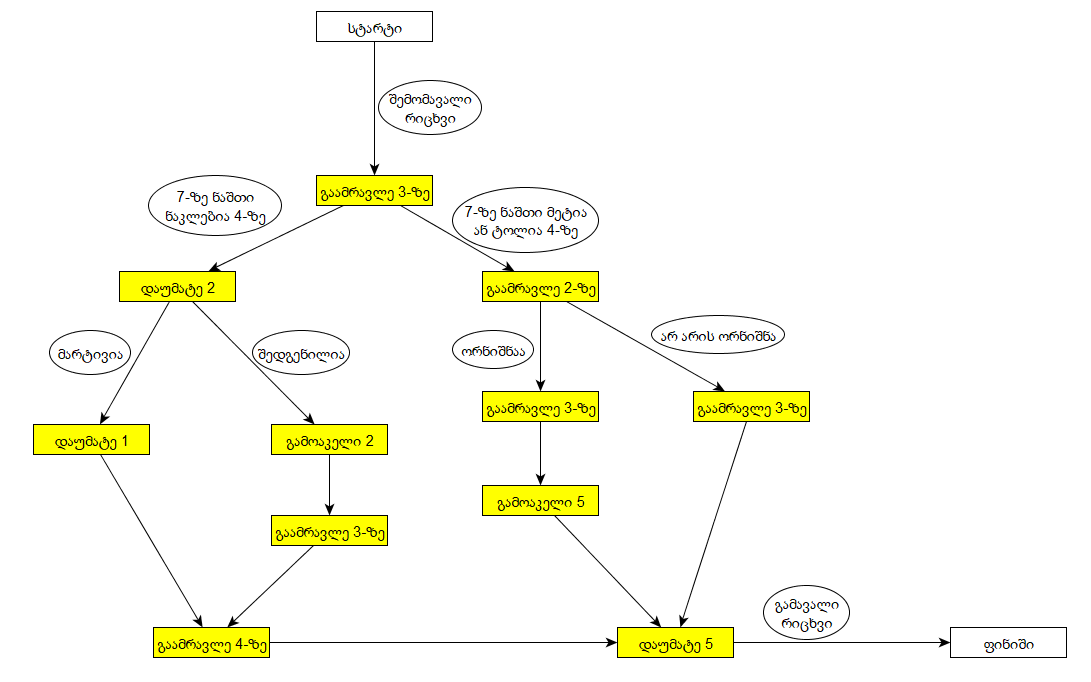 სტარტი
შემომავალი
რიცხვი
გაამრავლე 3-ზე
7-ზე ნაშთი
ნაკლებია 4-ზე
7-ზე ნაშთი მეტია
ან ტოლია 4-ზე
დაუმატე 2
გაამრავლე 2-ზე
მარტივია
შედგენილია
ორნიშნაა
არ არის ორნიშნა
დაუმატე 1
გამოაკელი 2
გაამრავლე 3-ზე
გაამრავლე 3-ზე
გაამრავლე 3-ზე
გამოაკელი 5
გაამრავლე 4-ზე
დაუმატე 5
გამავალი
რიცხვი
ფინიში